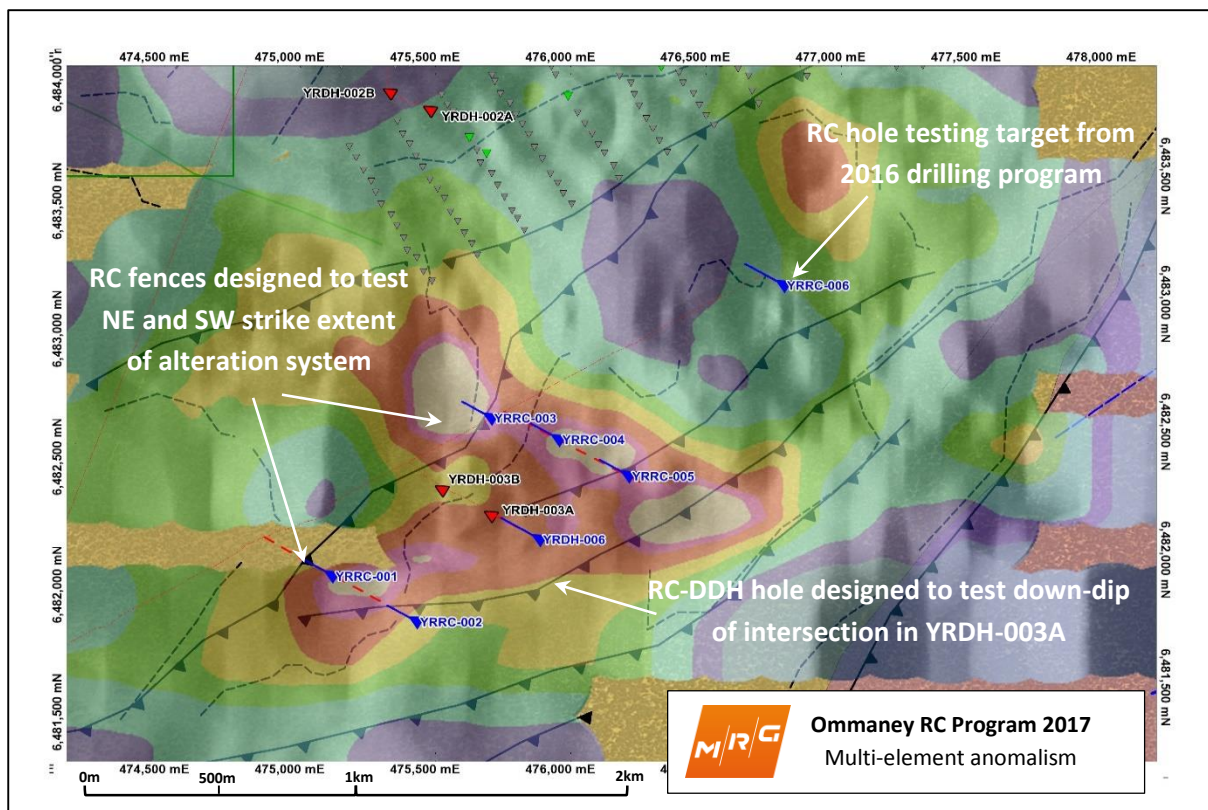 474,500 mE 475,000 mE 475,500 mE 476,000 mE 476,500 mE 477,000 mE 477,500 mE 478,000 mE
6,484,000
6,483,500 mN
6,483,000 mN
6,482,500 mN
6,482,000 mN
6,481,500 mN
6,483,500 mN
6,483,000 mN
6,482,500 mN
6,482,000 mN
6,481,500 mN
YRDH-002B
YRDH-002A
RC hole testing target from
2016 drilling program
YRRC-006
RC fences designed to test
NE and SW strike extent
of alteration system
YRRC-003
YRRC-004
YRRC-005
YRDH-003B
YRDH-003A
YRDH-006
YRRC-001
YRRC-002
RC-DDH hole designed to test down-dip
of intersection in YRDH-003A
MRG
Ommaney RC Program 2017
Multi-element anomalism
474,500 mE 475,000 mE 475,500 mE 476,000 mE
0m 500m 1km 2km